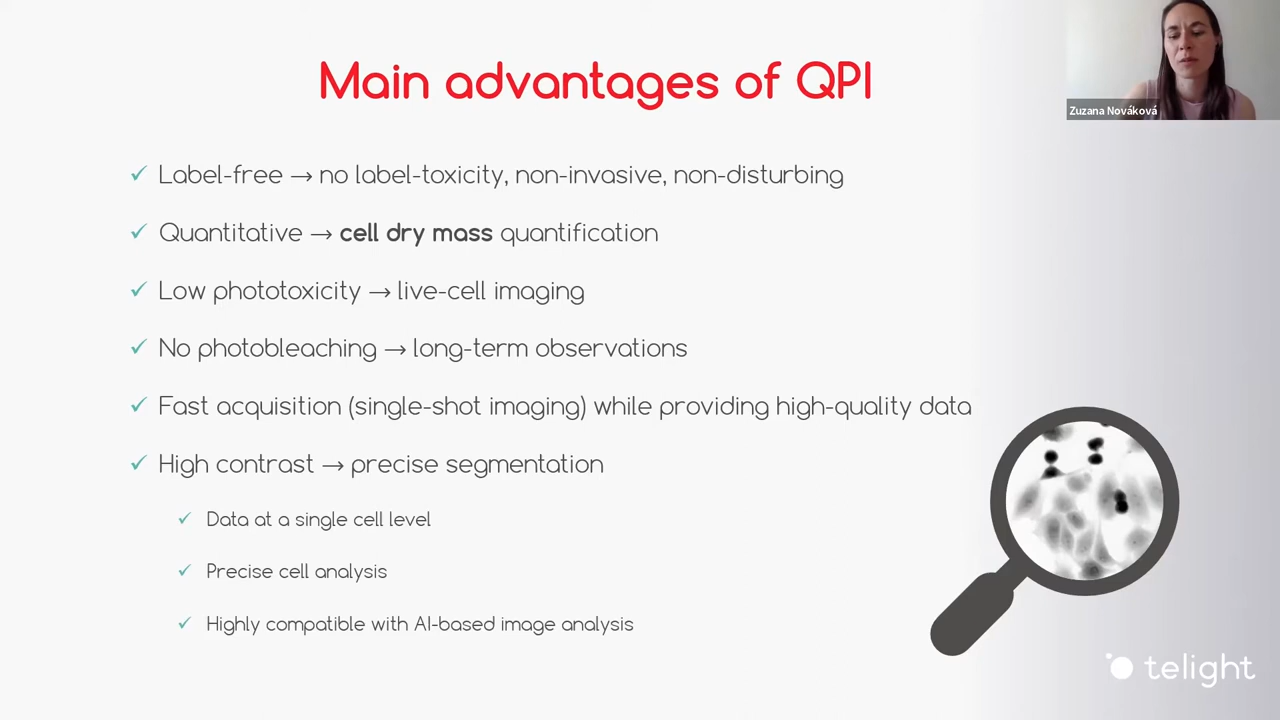 Main advantages of QPI
Zuzana Nováková
✓ Label-free → no label-toxicity, non-invasive, non-disturbing
✓ Quantitative → cell dry mass quantification
✓ Low phototoxicity → live-cell imaging
✓ No photobleaching → long-term observations
✓ Fast acquisition (single-shot imaging) while providing high-quality data
✓ High contrast → precise segmentation
✓ Data at a single cell level
✓ Precise cell analysis
✓ Highly compatible with AI-based image analysis
telight